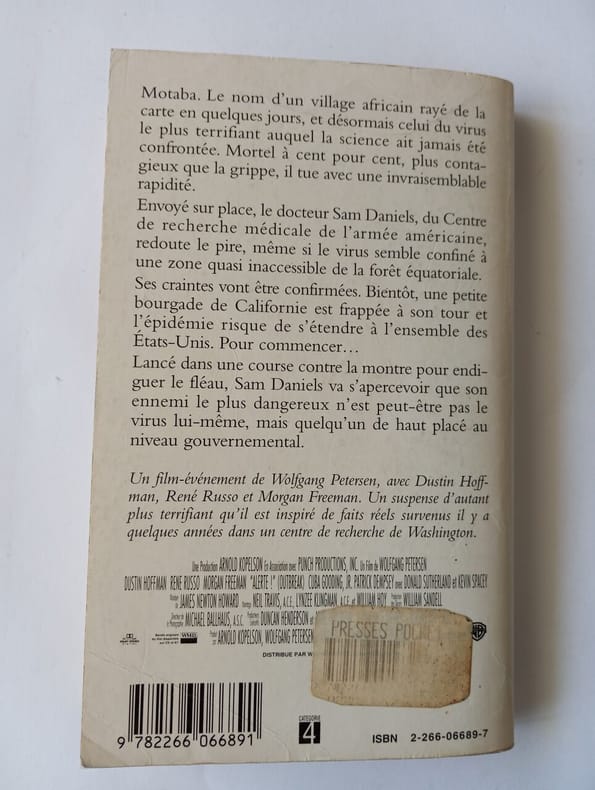 Motaba. Le nom d'un village africain rayé de la
carte en quelques jours, et désormais celui du virus
le plus terrifiant auquel la science ait jamais été
confrontée. Mortel à cent pour cent, plus conta-
gieux que la grippe, il tue avec une invraisemblable
rapidité.
Envoyé sur place, le docteur Sam Daniels, du Centre
de recherche médicale de l'armée américaine,
redoute le pire, même si le virus semble confiné à
une zone quasi inaccessible de la forêt équatoriale.
Ses craintes vont être confirmées. Bientôt, une petite
bourgade de Californie est frappée à son tour et
l'épidémie risque de s'étendre à l'ensemble des
États-Unis. Pour commencer…
Lancé dans une course contre la montre pour endi-
guer le fléau, Sam Daniels va s'apercevoir que son
ennemi le plus dangereux n'est peut-être pas le
virus lui-même, mais quelqu'un de haut placé au
niveau gouvernemental.
Un film-événement de Wolfgang Petersen, avec Dustin Hoff-
man, René Russo et Morgan Freeman. Un suspense d'autant
plus terrifiant qu'il est inspiré de faits réels survenus il y a
quelques années dans un centre de recherche de Washington.
Une Production ARNOLD KOPELSON En Association avec PUNCH PRODUCTIONS, INC. Un Film de WOLFGANG PETERSEN
DUSTIN HOFFMAN RENE RUSSO MORGAN FREEMAN "ALERTE !" (OUTBREAK) CUBA GOODING, JR. PATRICK DEMPSEY avec DONALD SUTHERLAND et KEVIN SPACEY
JAMES NEWTON HOWARD NEIL TRAVIS, A.C.E., LYNZEE KLINGMAN, A.C.E. et WILLIAM HOY WILLIAM SANDELL
MICHAEL BALLHAUS, A.S.C. DUNCAN HENDERSON et
ARNOLD KOPELSON, WOLFGANG PETERSEN
DISTRIBUÉ PAR
PRESSES
9 782266 066891
CATÉGORIE
4
ISBN 2-266-06689-7